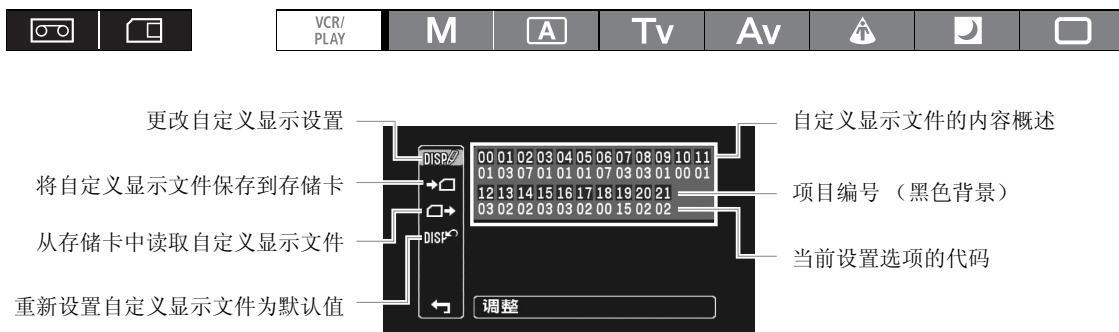 VCR/
PLAY
M
A
Tv
Av
更改自定义显示设置
将自定义显示文件保存到存储卡
从存储卡中读取自定义显示文件
重新设置自定义显示文件为默认值
DISP.
DISP.
00 01 02 03 04 05 06 07 08 09 10 11
01 03 07 01 01 01 07 03 03 01 00 01
12 13 14 15 16 17 18 19 20 21
03 02 02 03 03 02 00 15 02 02
调整
自定义显示文件的内容概述
项目编号 （黑色背景）
当前设置选项的代码